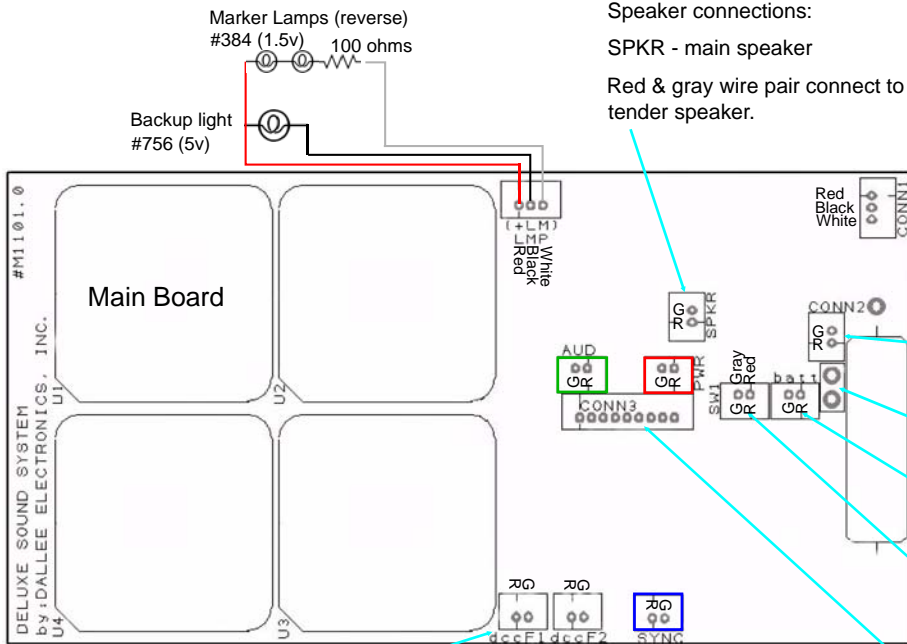 Marker Lamps (reverse)
#384 (1.5v)
100 ohms
Backup light
#756 (5v)
Speaker connections:
SPKR - main speaker
Red & gray wire pair connect to
tender speaker.
#M1101.0
Main Board
U1
U2
U3
U4
DELUXE SOUND SYSTEM
by:DALLEE ELECTRONICS, INC.
(+LM)
LMP
Red
Black
White
Red
Black
White
CONN1
G
R
SPKR
CONN2
G
R
AUD
G
R
G
R
PWR
CONN3
SW1
Gray
Red
G
R
batt
G
R
R
G
dccF1
R
G
dccF2
R
G
SYNC